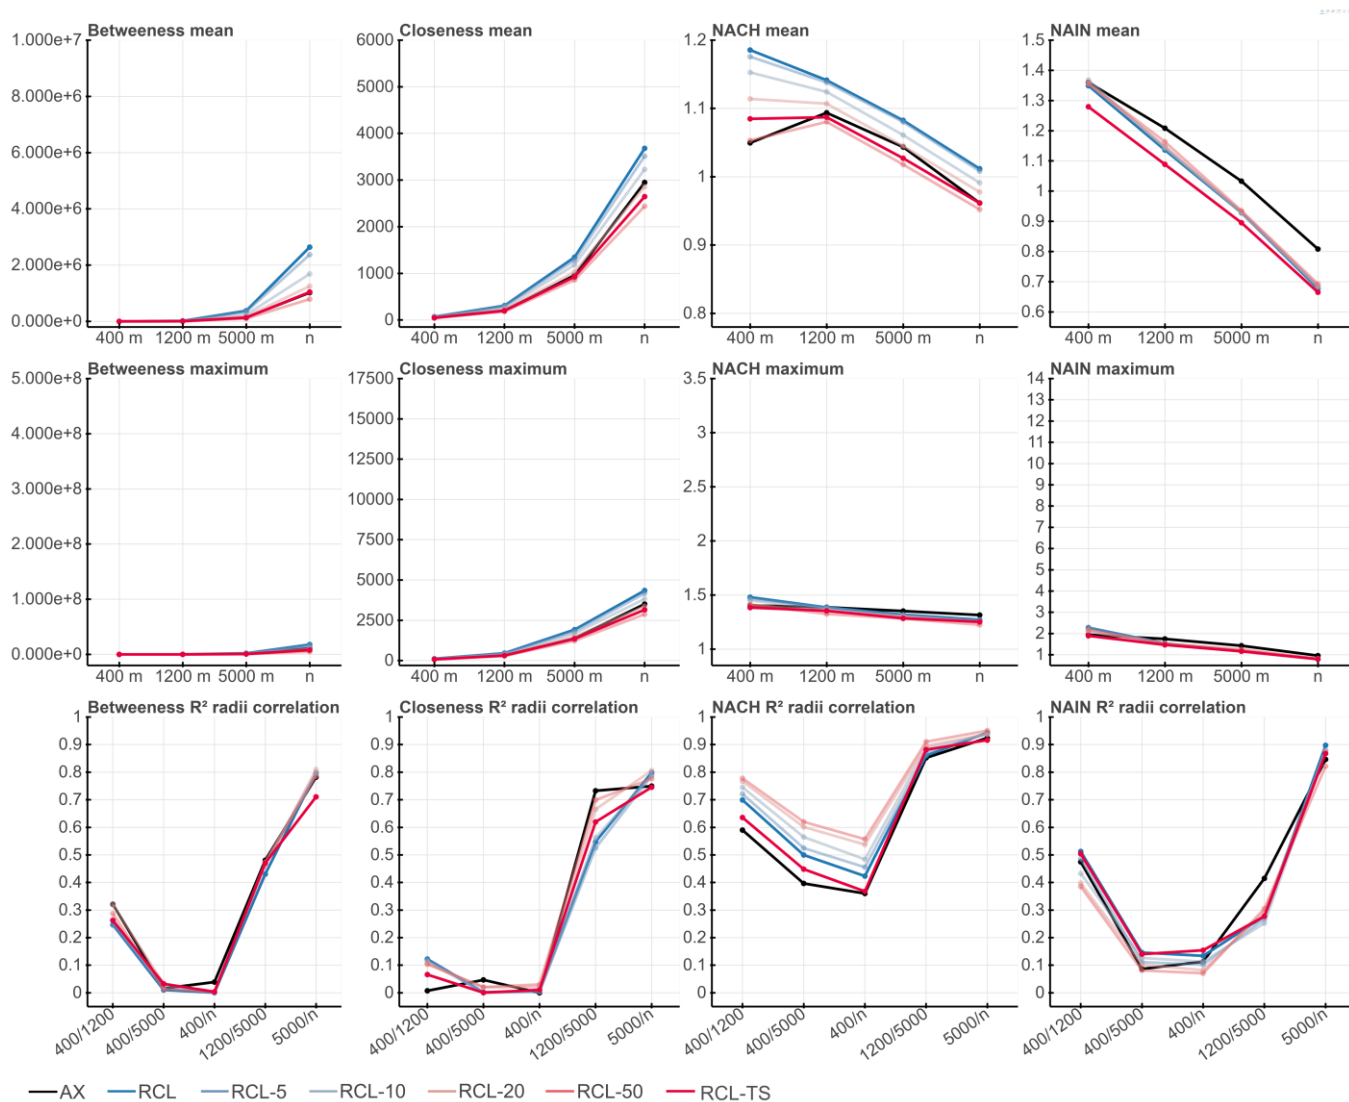 Betweeness mean
1.000e+7
8.000e+6
6.000e+6
4.000e+6
2.000e+6
0.000e+0
400 m 1200 m 5000 m n
Closeness mean
6000
5000
4000
3000
2000
1000
0
400 m 1200 m 5000 m n
NACH mean
1.2
1.1
1
0.9
0.8
400 m 1200 m 5000 m n
NAIN mean
1.5
1.4
1.3
1.2
1.1
1
0.9
0.8
0.7
0.6
400 m 1200 m 5000 m n
Betweeness maximum
5.000e+8
4.000e+8
3.000e+8
2.000e+8
1.000e+8
0.000e+0
400 m 1200 m 5000 m n
Closeness maximum
17500
15000
12500
10000
7500
5000
2500
0
400 m 1200 m 5000 m n
NACH maximum
3.5
3
2.5
2
1.5
1
400 m 1200 m 5000 m n
NAIN maximum
14
13
12
11
10
9
8
7
6
5
4
3
2
1
400 m 1200 m 5000 m n
Betweeness R² radii correlation
1
0.9
0.8
0.7
0.6
0.5
0.4
0.3
0.2
0.1
0
400/1200 400/5000 400/n 1200/5000 5000/n
Closeness R² radii correlation
1
0.9
0.8
0.7
0.6
0.5
0.4
0.3
0.2
0.1
0
400/1200 400/5000 400/n 1200/5000 5000/n
NACH R² radii correlation
1
0.9
0.8
0.7
0.6
0.5
0.4
0.3
0.2
0.1
0
400/1200 400/5000 400/n 1200/5000 5000/n
NAIN R² radii correlation
1
0.9
0.8
0.7
0.6
0.5
0.4
0.3
0.2
0.1
0
400/1200 400/5000 400/n 1200/5000 5000/n
AX RCL RCL-5 RCL-10 RCL-20 RCL-50 RCL-TS